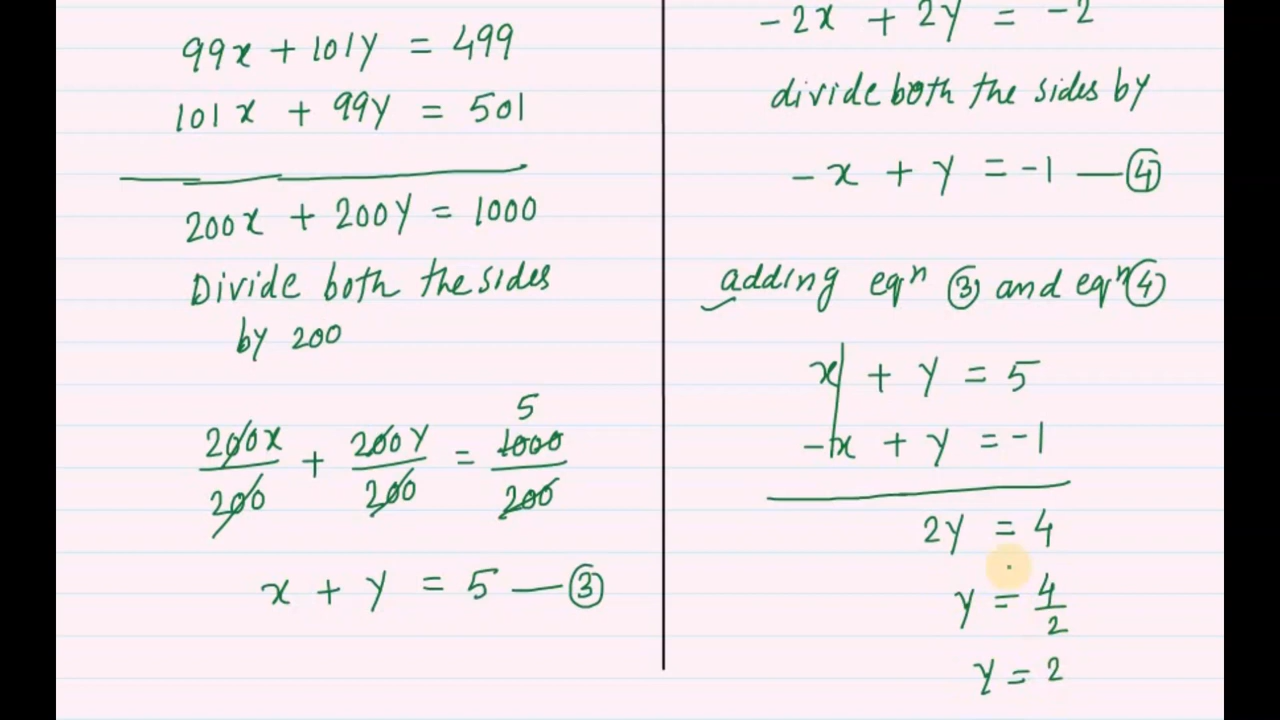 99x + 101y = 499
101x + 99y = 501
200x + 200y = 1000
Divide both the sides
by 200
5
200x + 200y = 1000
200 200 200
x + y = 5 — ③
-2x + 2y = -2
divide both the sides by
-x + y = -1 — ④
adding eqⁿ ③ and eqⁿ ④
x + y = 5
-x + y = -1
2y = 4
y = 4/2
y = 2